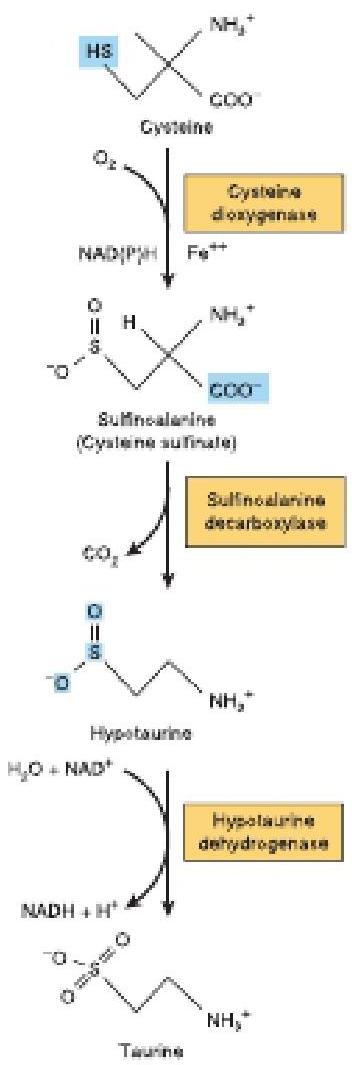 NH₃⁺
HS
COO⁻
Cysteine
O₂
Cysteine
dioxygenase
NAD(P)H Fe⁺⁺
O
H
NH₃⁺
S
⁻O
COO⁻
Sulfinoalanine
(Cysteine sulfinate)
Sulfinoalanine
decarboxylase
CO₂
O
S
⁻O
NH₃⁺
Hypotaurine
H₂O + NAD⁺
Hypotaurine
dehydrogenase
NADH + H⁺
⁻O
O
S
O
NH₃⁺
Taurine